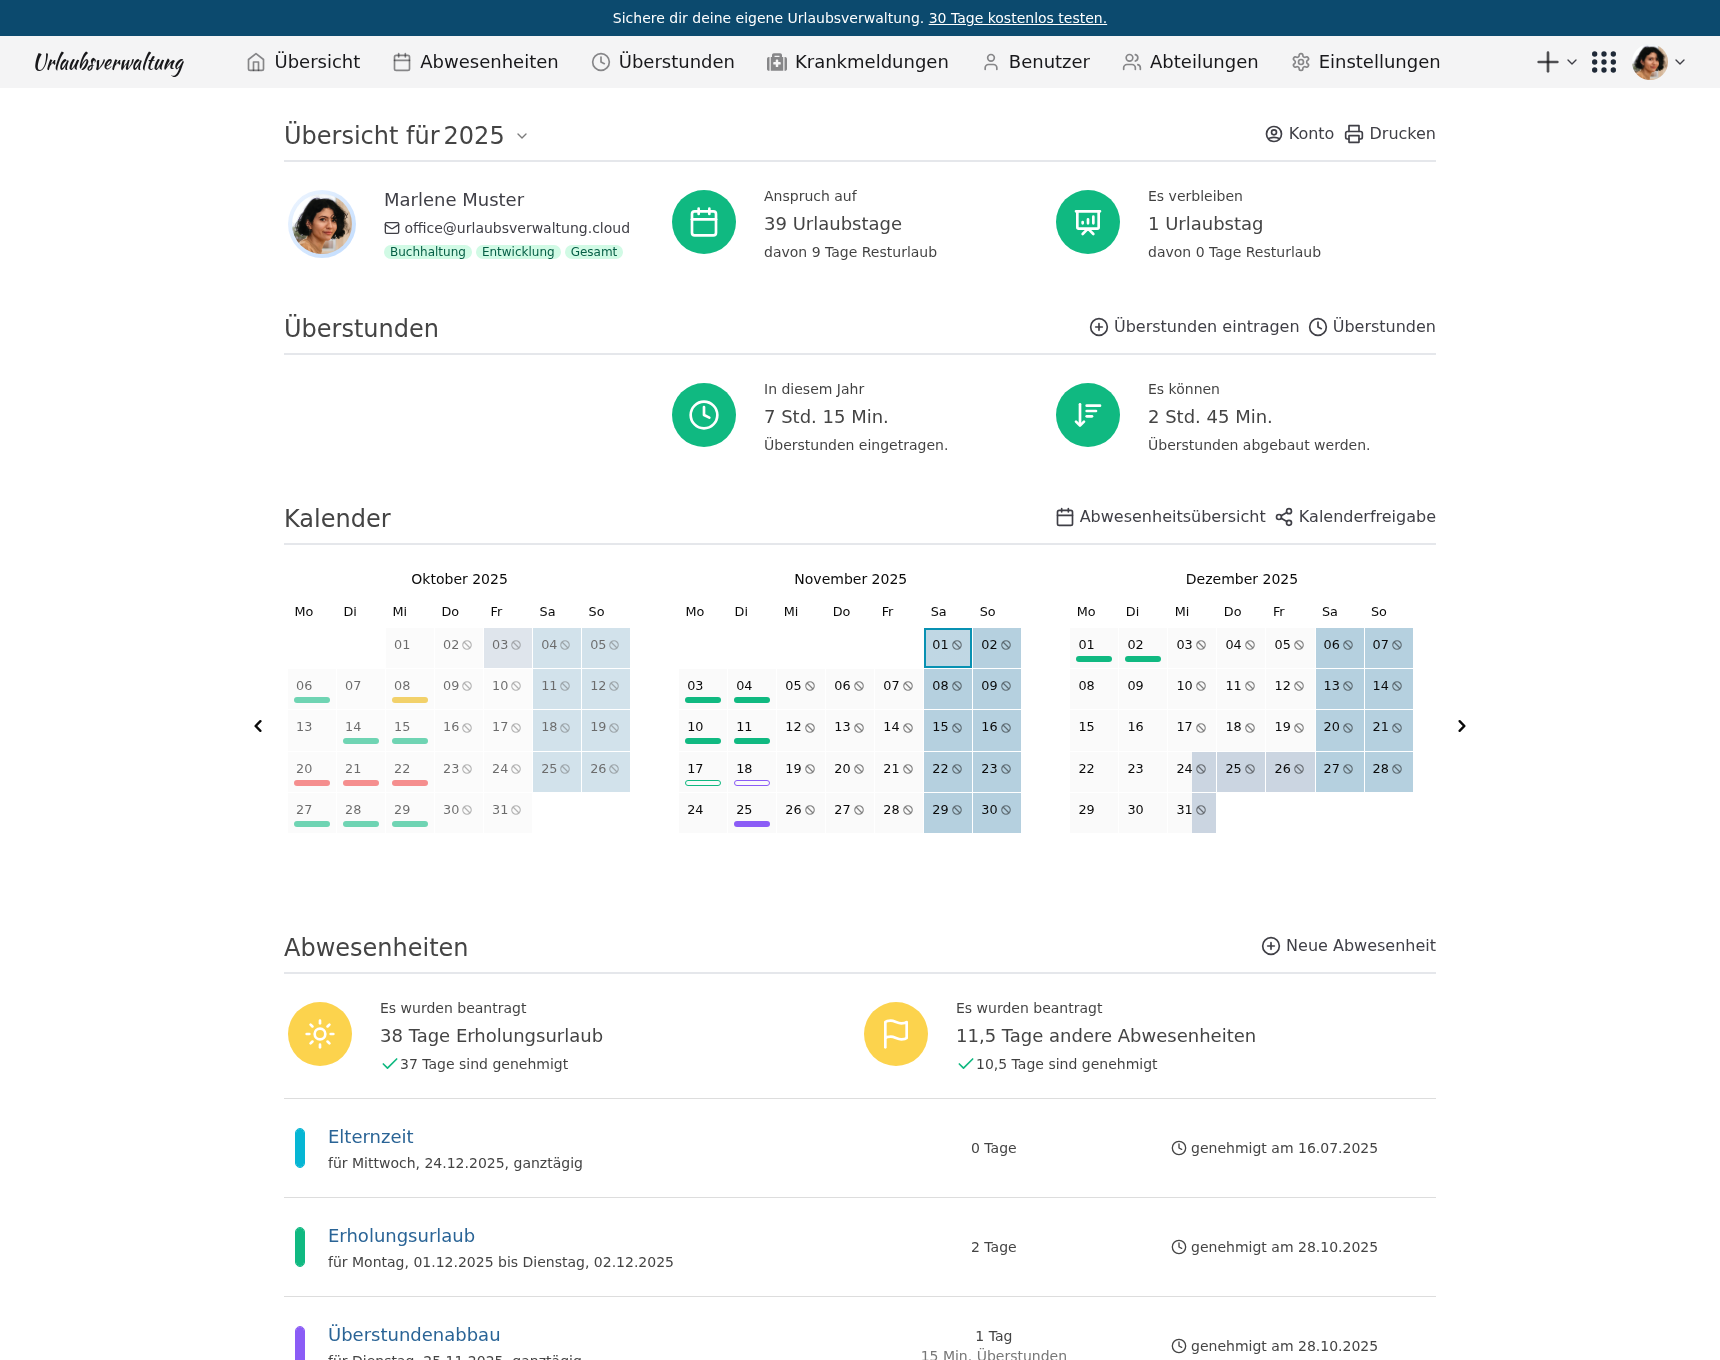 Sichere dir deine eigene Urlaubsverwaltung. 30 Tage kostenlos testen.
Urlaubsverwaltung Übersicht Abwesenheiten Überstunden Krankmeldungen Benutzer Abteilungen Einstellungen
Übersicht für 2025 Konto Drucken
Marlene Muster
office@urlaubsverwaltung.cloud
Buchhaltung Entwicklung Gesamt
Anspruch auf
39 Urlaubstage
davon 9 Tage Resturlaub
Es verbleiben
1 Urlaubstag
davon 0 Tage Resturlaub
Überstunden Überstunden eintragen Überstunden
In diesem Jahr
7 Std. 15 Min.
Überstunden eingetragen.
Es können
2 Std. 45 Min.
Überstunden abgebaut werden.
Kalender Abwesenheitsübersicht Kalenderfreigabe
Oktober 2025
Mo Di Mi Do Fr Sa So
01 02 03 04 05
06 07 08 09 10 11 12
13 14 15 16 17 18 19
20 21 22 23 24 25 26
27 28 29 30 31
November 2025
Mo Di Mi Do Fr Sa So
01 02
03 04 05 06 07 08 09
10 11 12 13 14 15 16
17 18 19 20 21 22 23
24 25 26 27 28 29 30
Dezember 2025
Mo Di Mi Do Fr Sa So
01 02 03 04 05 06 07
08 09 10 11 12 13 14
15 16 17 18 19 20 21
22 23 24 25 26 27 28
29 30 31
Abwesenheiten Neue Abwesenheit
Es wurden beantragt
38 Tage Erholungsurlaub
37 Tage sind genehmigt
Es wurden beantragt
11,5 Tage andere Abwesenheiten
10,5 Tage sind genehmigt
Elternzeit
für Mittwoch, 24.12.2025, ganztägig
0 Tage
genehmigt am 16.07.2025
Erholungsurlaub
für Montag, 01.12.2025 bis Dienstag, 02.12.2025
2 Tage
genehmigt am 28.10.2025
Überstundenabbau
für Dienstag, 25.11.2025, ganztägig
1 Tag
15 Min. Überstunden
genehmigt am 28.10.2025